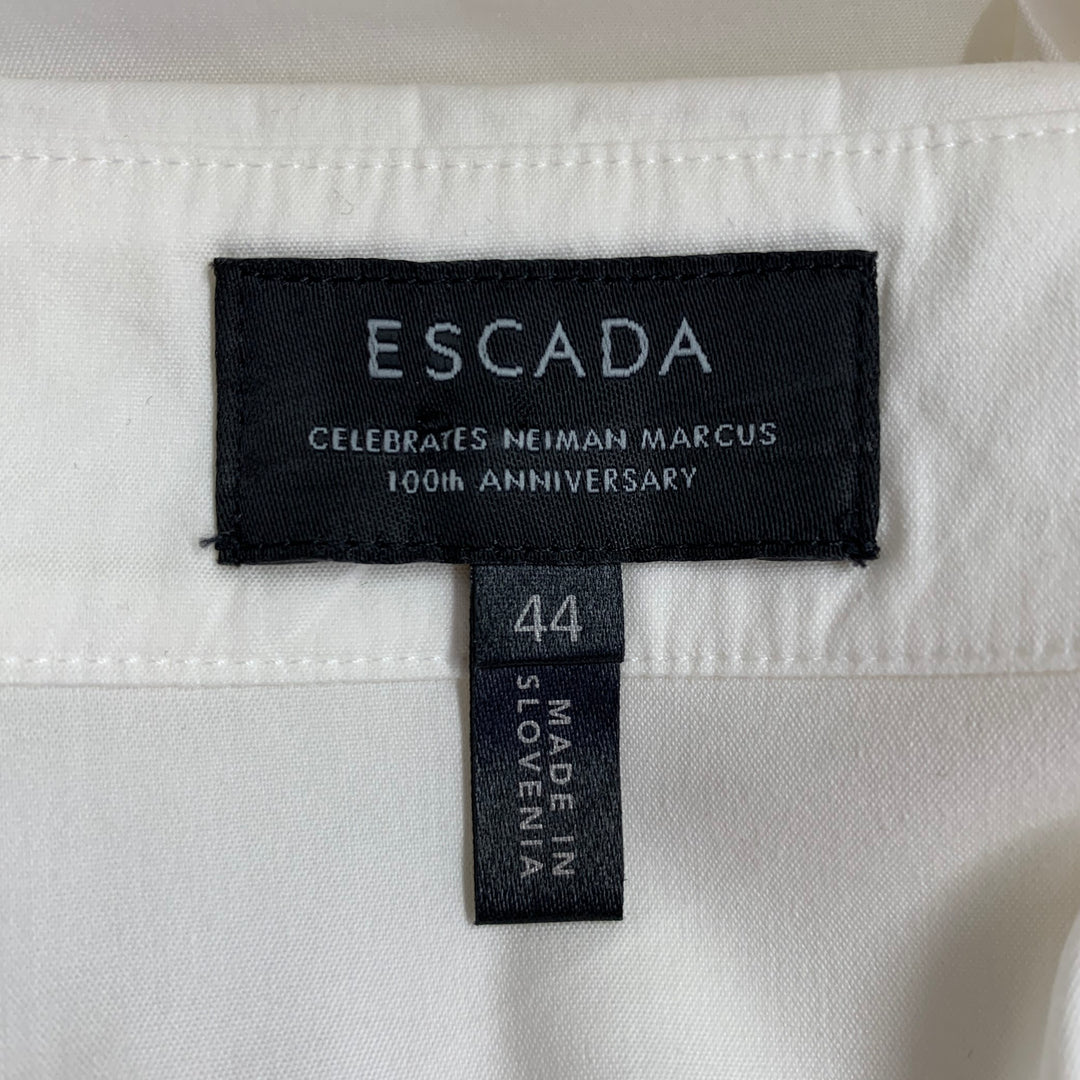 ESCADA
CELEBRATES NEIMAN MARCUS
100th ANNIVERSARY
44
MADE IN
SLOVENIA